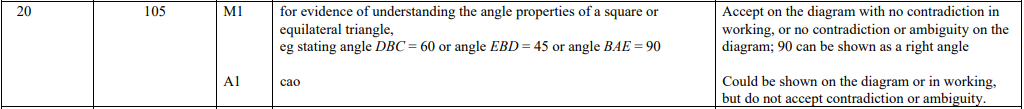 20 105 M1 for evidence of understanding the angle properties of a square or Accept on the diagram with no contradiction in
equilateral triangle, working, or no contradiction or ambiguity on the
eg stating angle DBC = 60 or angle EBD = 45 or angle BAE = 90 diagram; 90 can be shown as a right angle
A1 cao Could be shown on the diagram or in working,
but do not accept contradiction or ambiguity.